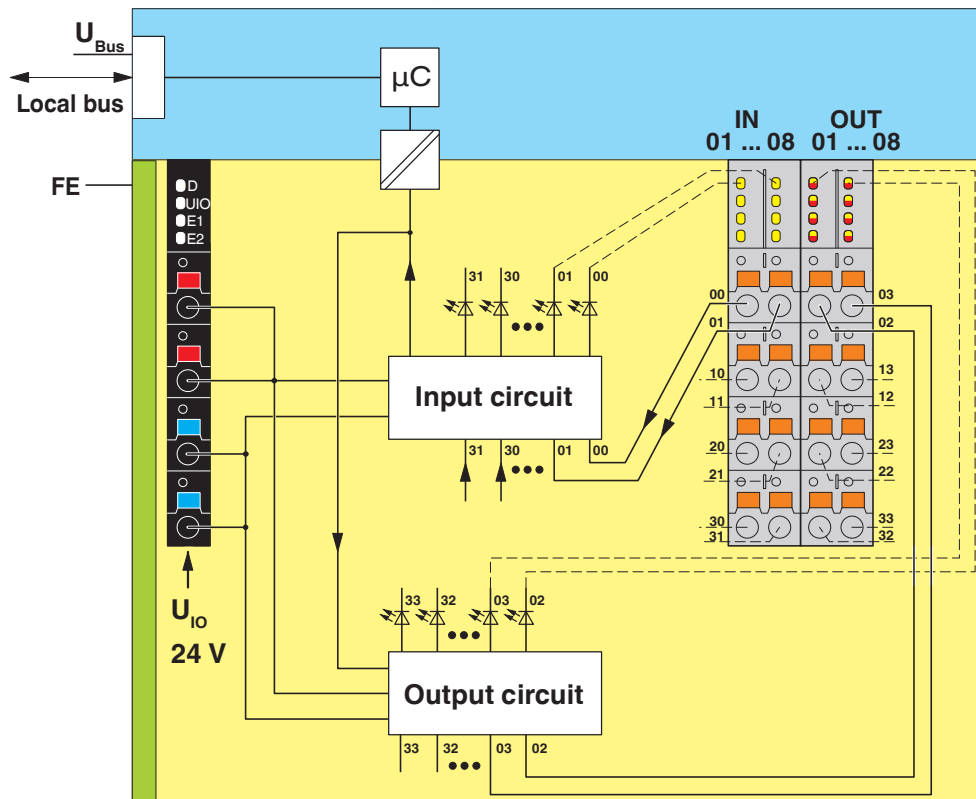 U Bus
Local bus
µC
FE
D
UIO
E1
E2
IN
01 ... 08
OUT
01 ... 08
31
30
01
00
Input circuit
31
30
01
00
00
01
10
11
20
21
30
31
03
02
13
12
23
22
33
32
U IO
24 V
33
32
03
02
Output circuit
33
32
03
02